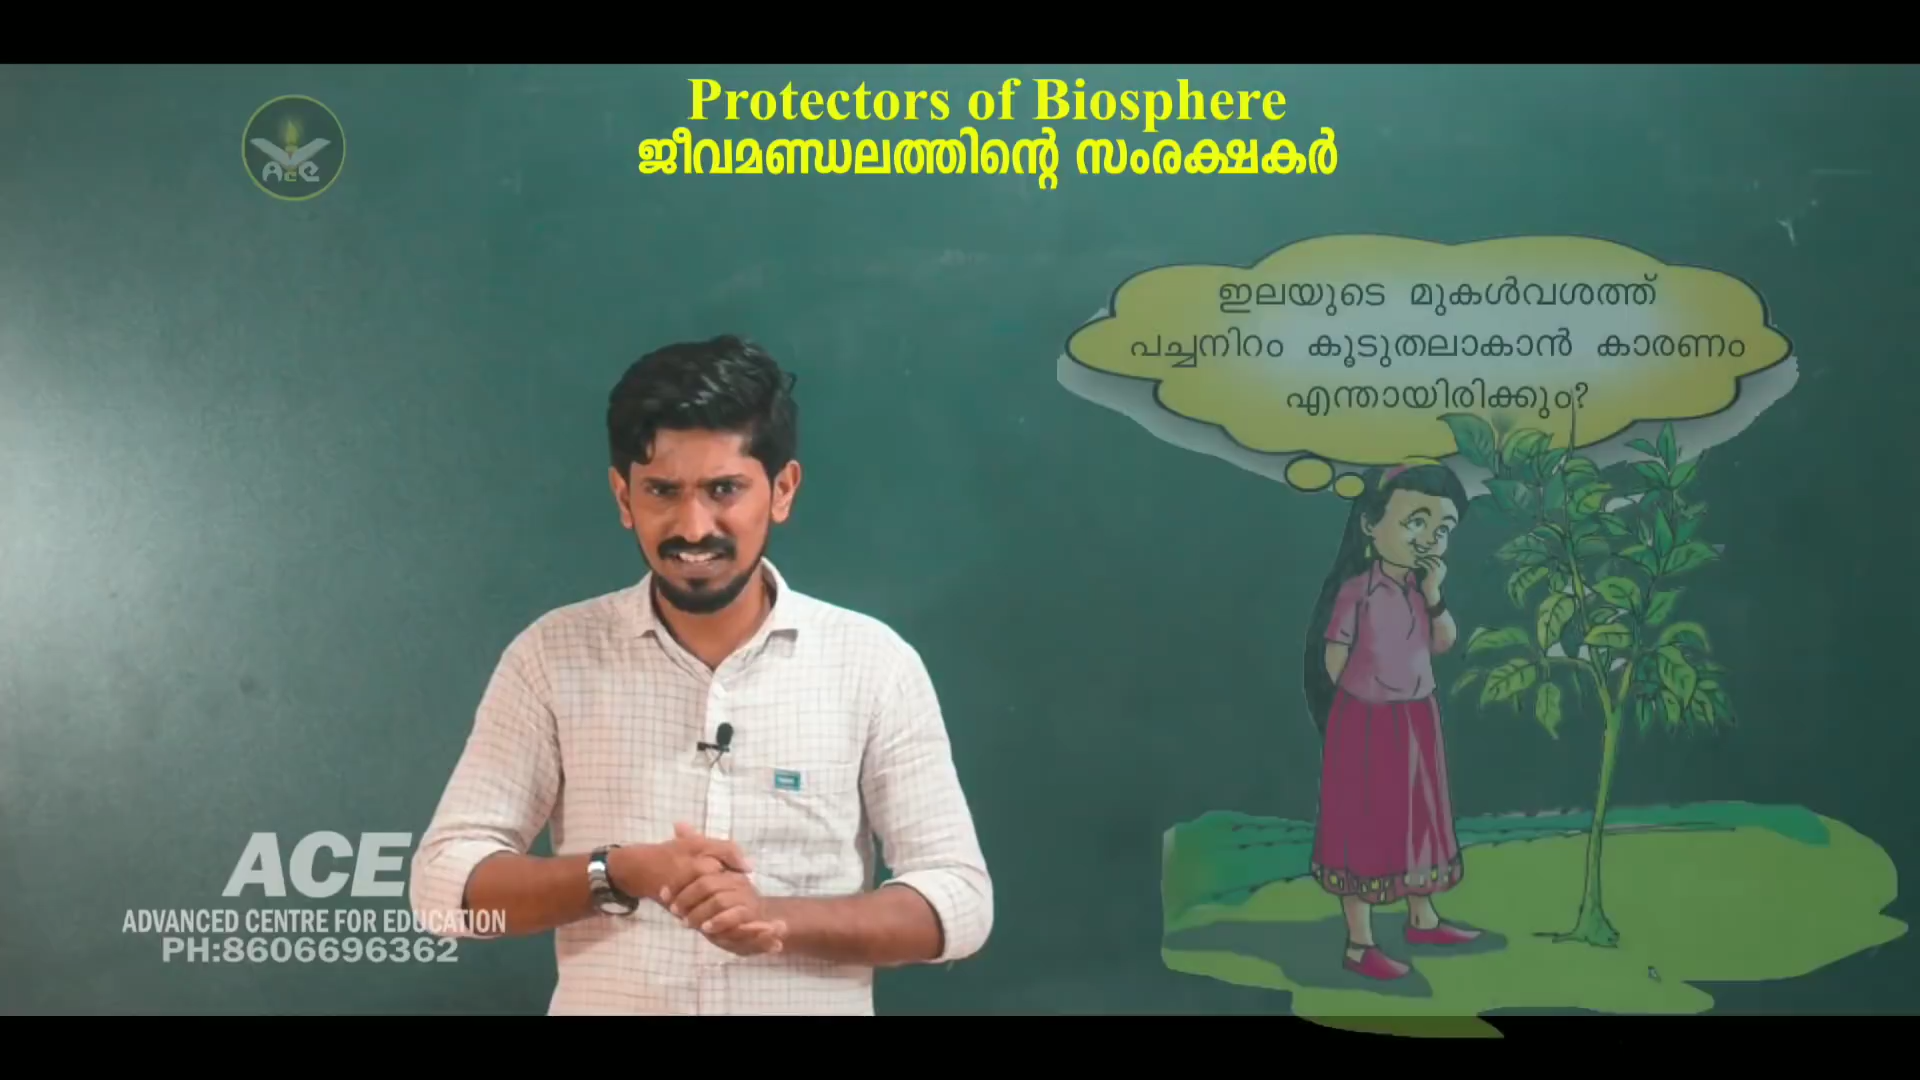 Protectors of Biosphere
ജീവമണ്ഡലത്തിന്റെ സംരക്ഷകർ
AcE
ഇലയുടെ മുകൾവശത്ത്
പച്ചനിറം കൂടുതലാകാൻ കാരണം
എന്തായിരിക്കും?
ACE
ADVANCED CENTRE FOR EDUCATION
PH:8606696362